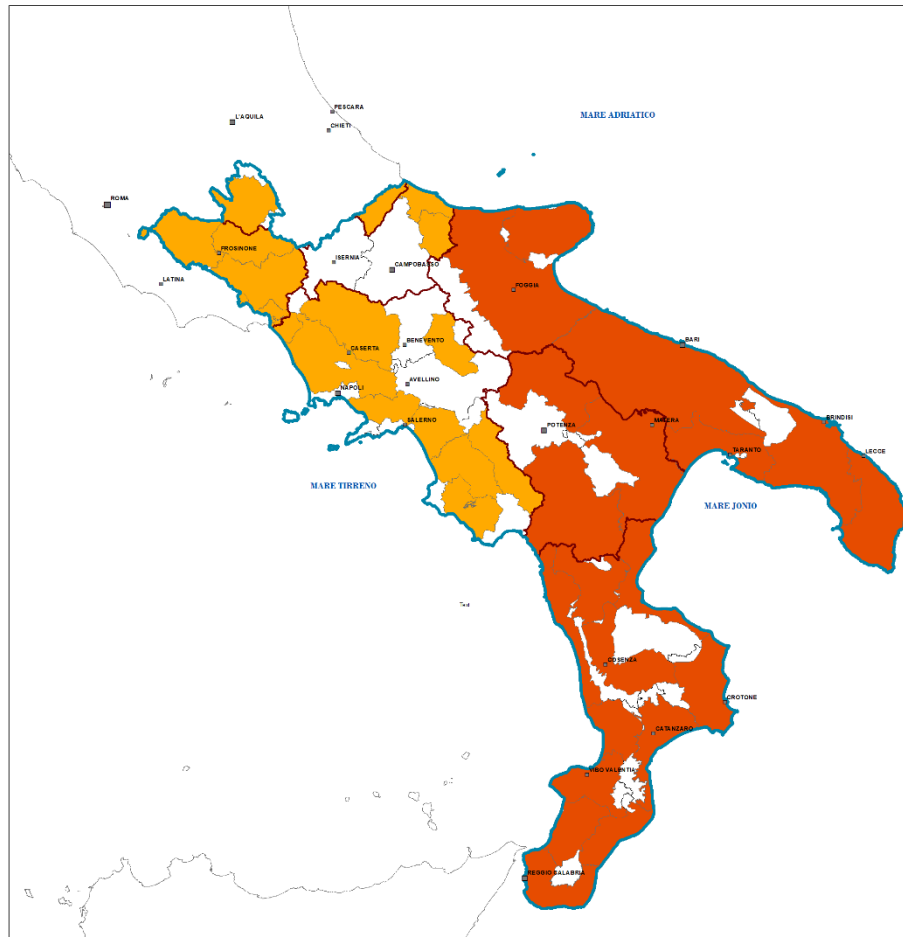 PESCARA
L'AQUILA
MARE ADRIATICO
CHIETI
ROMA
FROSINONE
ISERNIA
CAMPOBASSO
LATINA
FOGGIA
BENEVENTO
BARI
CASERTA
AVELLINO
NAPOLI
BRINDISI
SALERNO
MATERA
POTENZA
TARANTO
LECCE
MARE TIRRENO
MARE JONIO
COSENZA
CROTONE
CATANZARO
VIBO VALENTIA
REGGIO CALABRIA